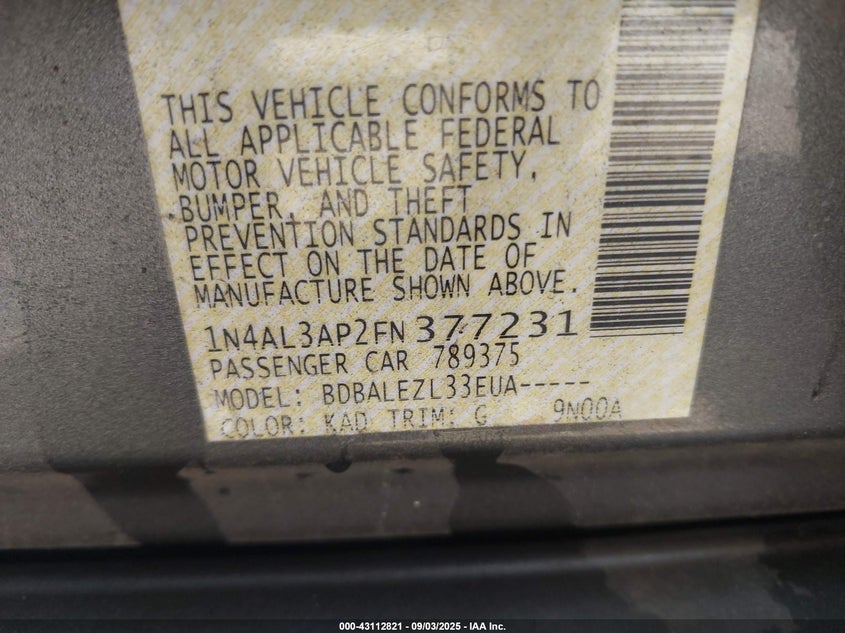 THIS VEHICLE CONFORMS TO
ALL APPLICABLE FEDERAL
MOTOR VEHICLE SAFETY,
BUMPER, AND THEFT
PREVENTION STANDARDS IN
EFFECT ON THE DATE OF
MANUFACTURE SHOWN ABOVE.
1N4AL3AP2FN377231
PASSENGER CAR 789375
MODEL: BDBALEZL33EUA-----
COLOR: KAD TRIM: G 9N00A
000-43112821 - 09/03/2025 - IAA Inc.